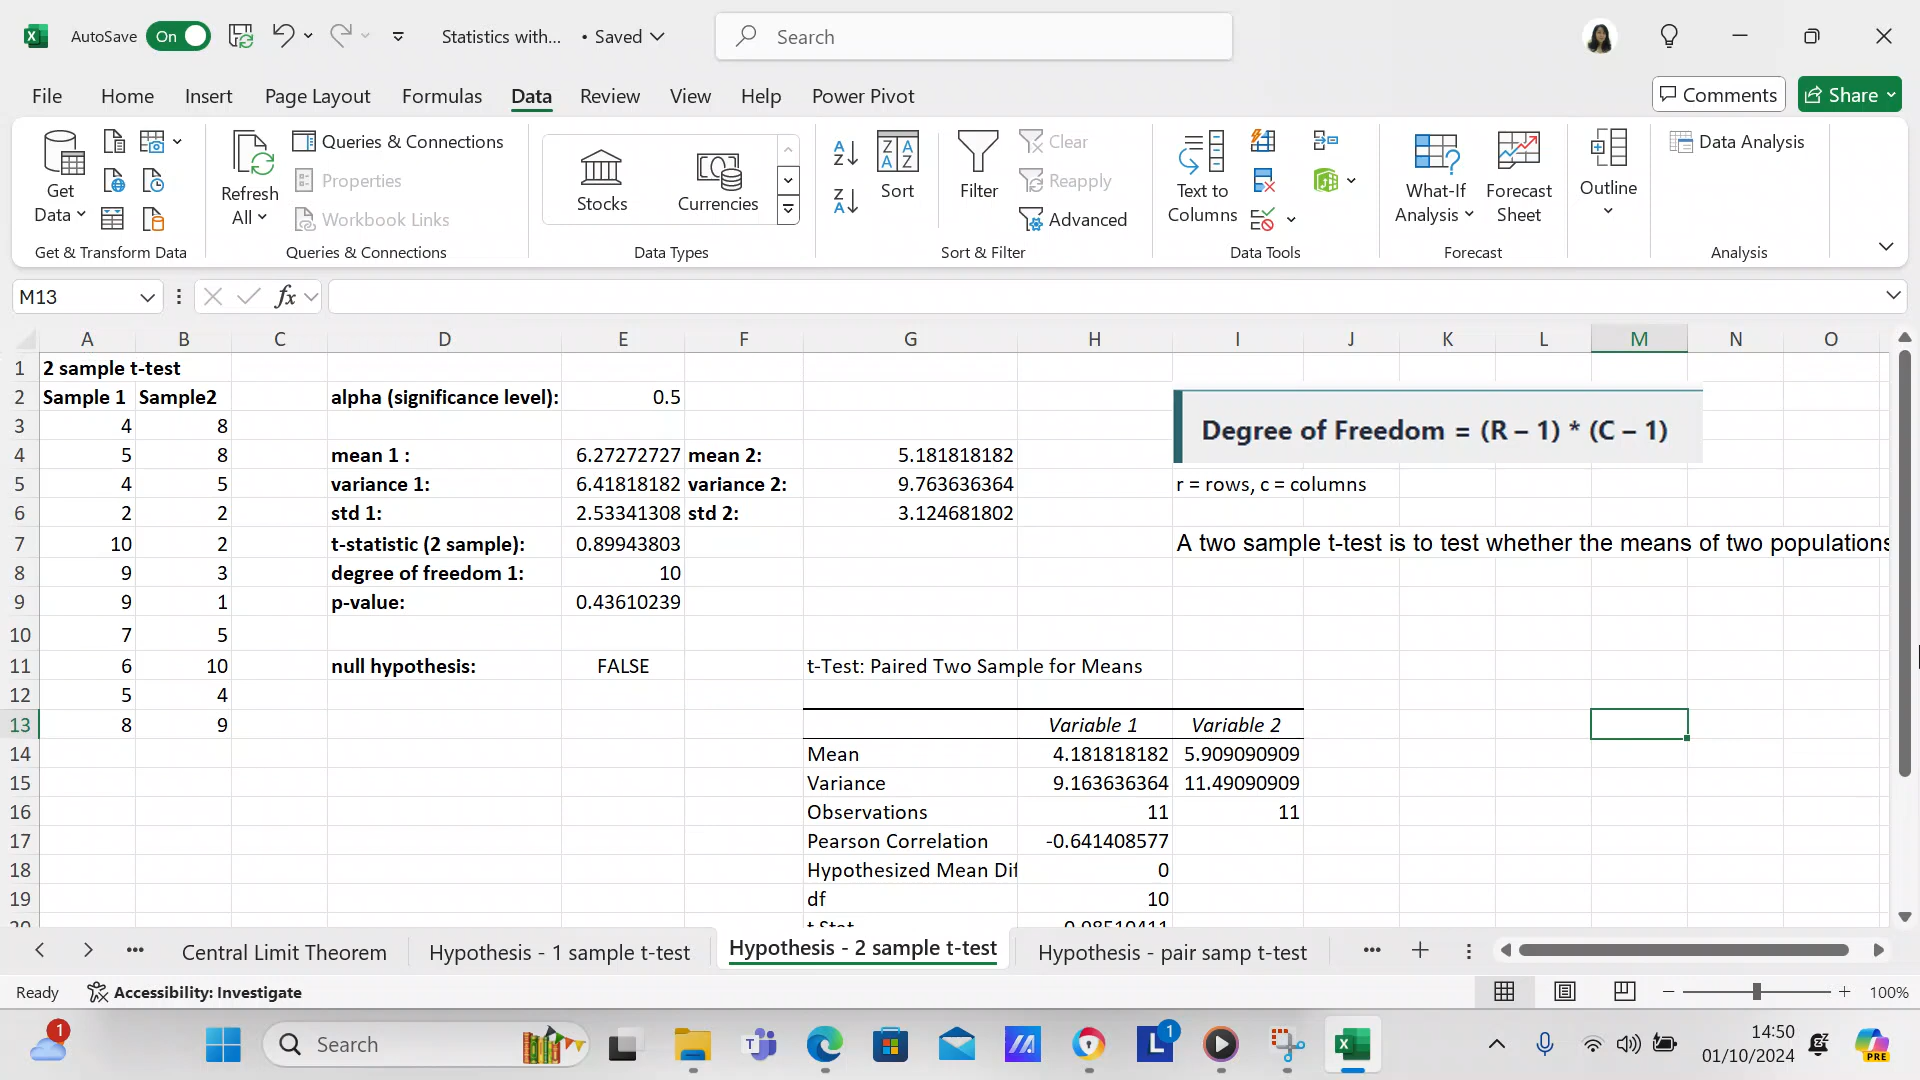 AutoSave On Statistics with... • Saved Search
File Home Insert Page Layout Formulas Data Review View Help Power Pivot Comments Share
Get Data
Refresh All
Queries & Connections
Properties
Workbook Links
Stocks
Currencies
Sort
Filter
Clear
Reapply
Advanced
Text to Columns
What-If Analysis
Forecast Sheet
Outline
Data Analysis
Get & Transform Data Queries & Connections Data Types Sort & Filter Data Tools Forecast Analysis
M13 fx
A B C D E F G H I J K L M N O
1 2 sample t-test
2 Sample 1 Sample2 alpha (significance level): 0.5
3 4 8 Degree of Freedom = (R – 1) * (C – 1)
4 5 8 mean 1 : 6.27272727 mean 2: 5.181818182
5 4 5 variance 1: 6.41818182 variance 2: 9.763636364 r = rows, c = columns
6 2 2 std 1: 2.53341308 std 2: 3.124681802
7 10 2 t-statistic (2 sample): 0.89943803 A two sample t-test is to test whether the means of two populations
8 9 3 degree of freedom 1: 10
9 9 1 p-value: 0.43610239
10 7 5
11 6 10 null hypothesis: FALSE t-Test: Paired Two Sample for Means
12 5 4
13 8 9 Variable 1 Variable 2
14 Mean 4.181818182 5.909090909
15 Variance 9.163636364 11.49090909
16 Observations 11 11
17 Pearson Correlation -0.641408577
18 Hypothesized Mean Dif 0
19 df 10
Central Limit Theorem Hypothesis - 1 sample t-test Hypothesis - 2 sample t-test Hypothesis - pair samp t-test
Ready Accessibility: Investigate 100%
1 Search 1 14:50
01/10/2024 PRE